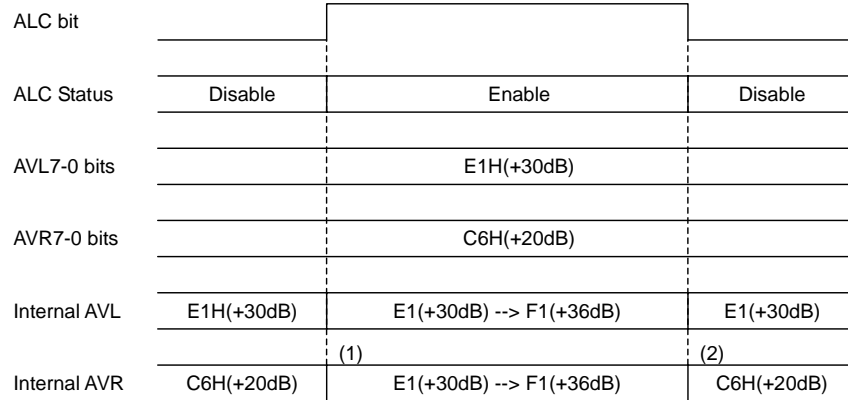 ALC bit
ALC Status Disable Enable Disable
AVL7-0 bits E1H(+30dB)
AVR7-0 bits C6H(+20dB)
Internal AVL E1H(+30dB) E1(+30dB) --> F1(+36dB) E1(+30dB)
(1) (2)
Internal AVR C6H(+20dB) E1(+30dB) --> F1(+36dB) C6H(+20dB)